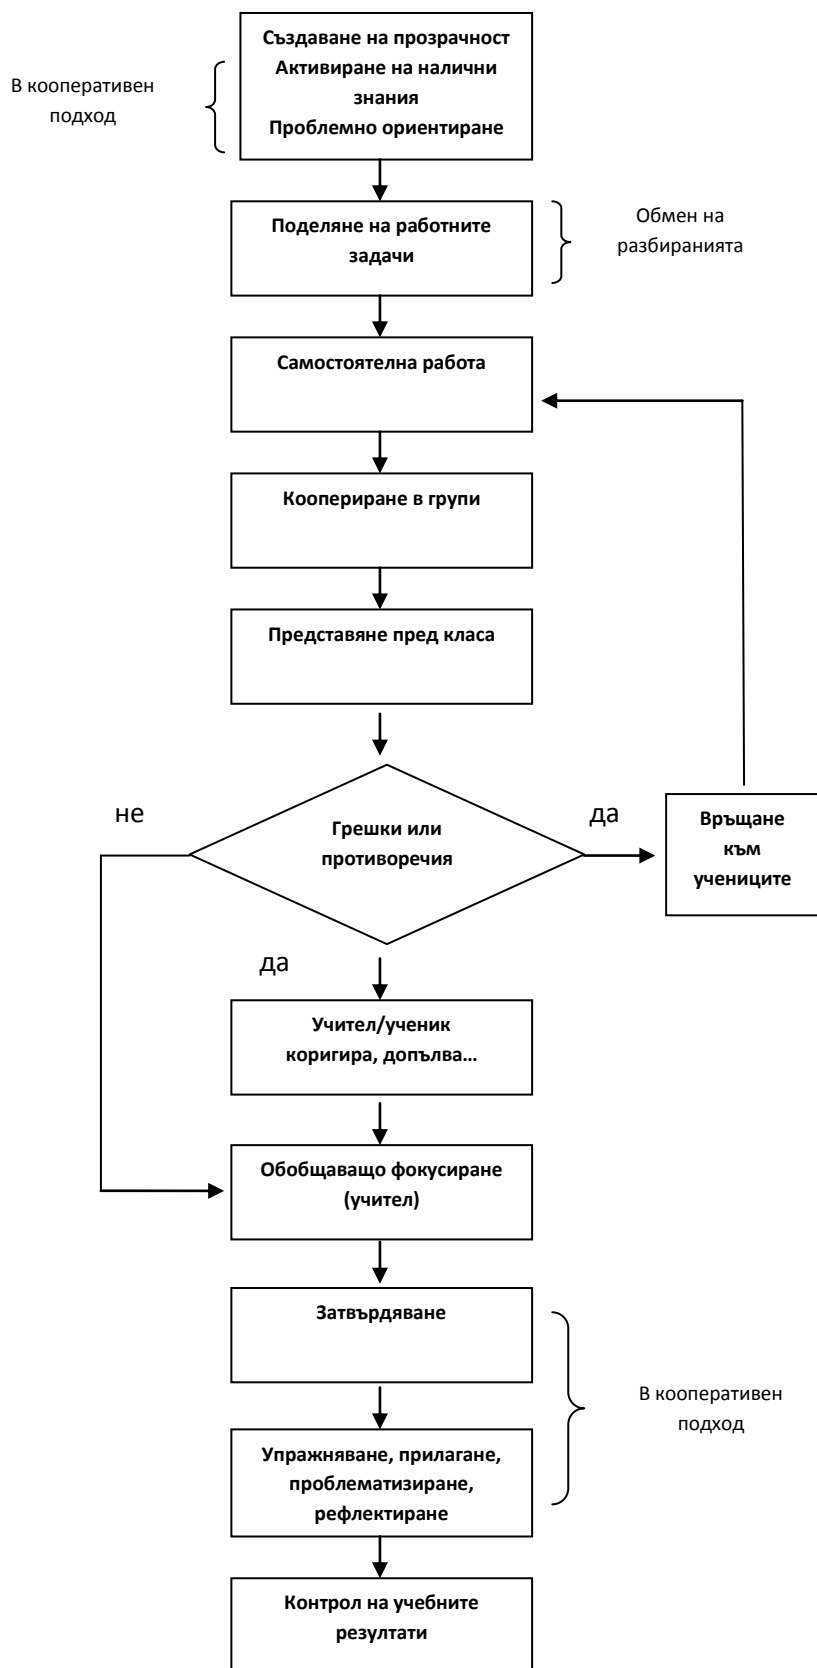 Създаване на прозрачност
Активиране на налични
знания
Проблемно ориентиране
В кооперативен
подход
Поделяне на работните
задачи
Обмен на
разбиранията
Самостоятелна работа
Коопериране в групи
Представяне пред класа
не
Грешки или
противоречия
да
Връщане
към
учениците
да
Учител/ученик
коригира, допълва…
Обобщаващо фокусиране
(учител)
Затвърдяване
В кооперативен
подход
Упражняване, прилагане,
проблематизиране,
рефлектиране
Контрол на учебните
резултати